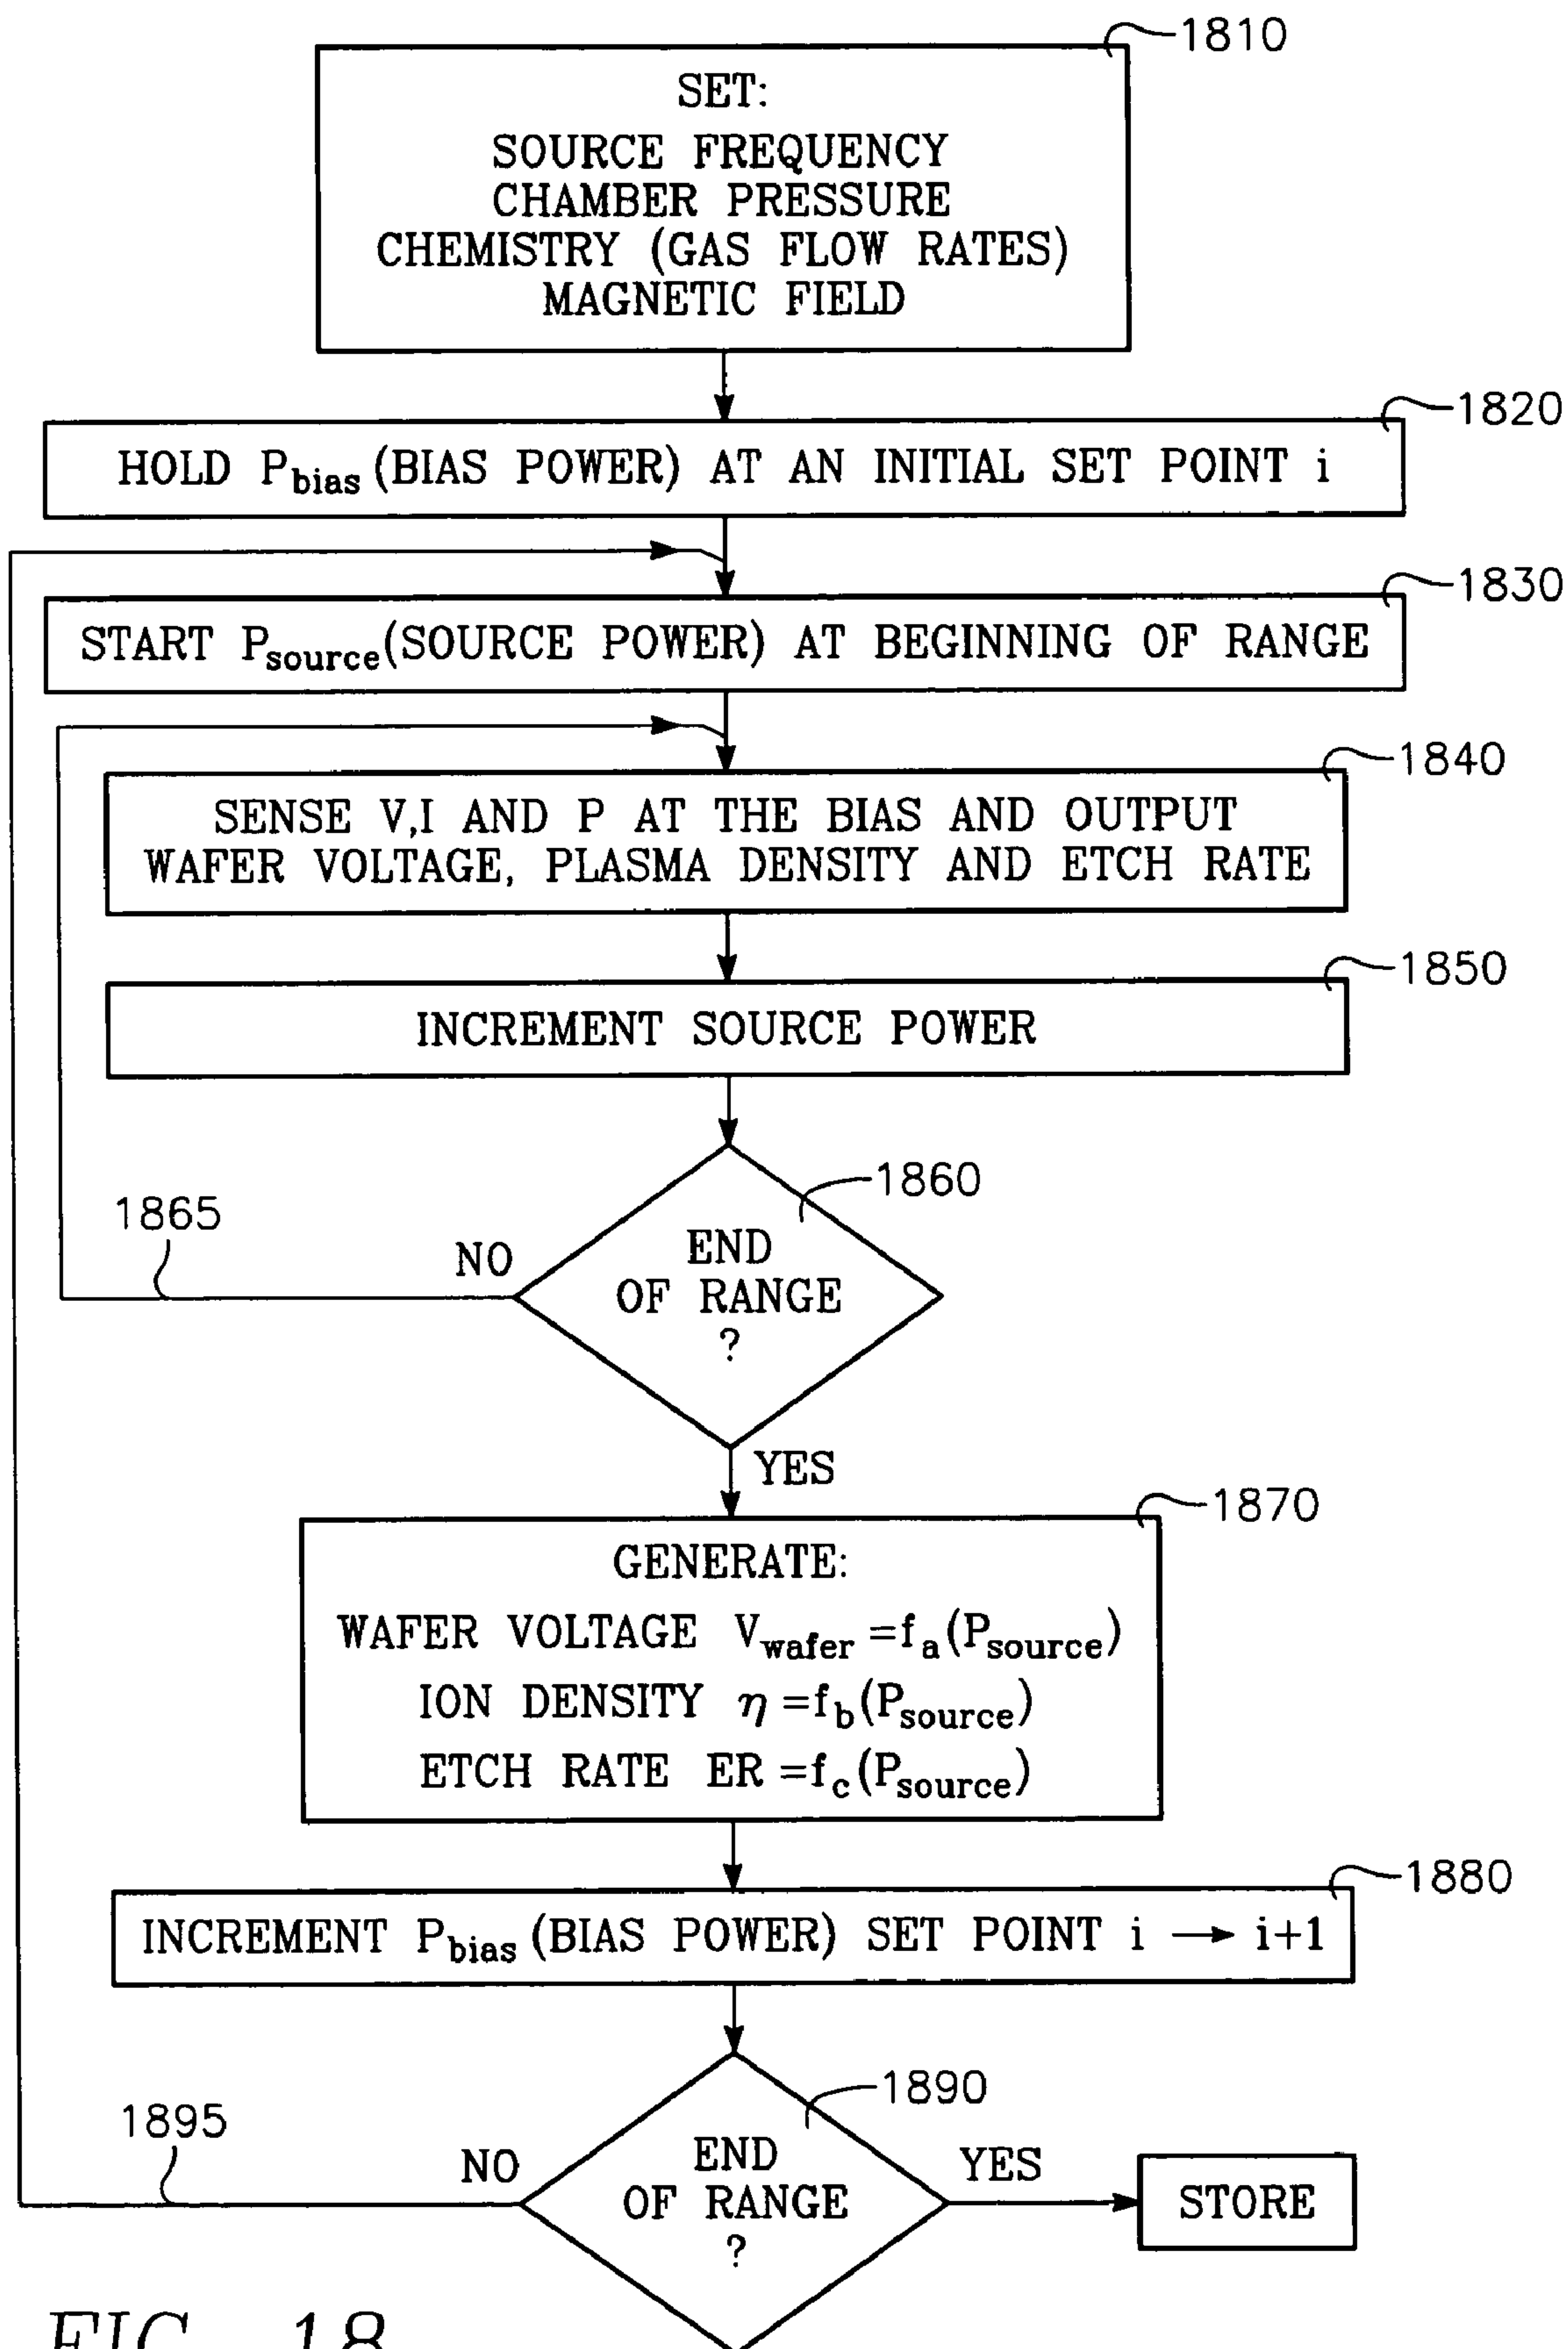 1810
SET:
SOURCE FREQUENCY
CHAMBER PRESSURE
CHEMISTRY (GAS FLOW RATES)
MAGNETIC FIELD
1820
HOLD Pbias (BIAS POWER) AT AN INITIAL SET POINT i
1830
START Psource (SOURCE POWER) AT BEGINNING OF RANGE
1840
SENSE V,I AND P AT THE BIAS AND OUTPUT
WAFER VOLTAGE, PLASMA DENSITY AND ETCH RATE
1850
INCREMENT SOURCE POWER
1860
END
OF RANGE
?
1865
NO
YES
1870
GENERATE:
WAFER VOLTAGE Vwafer =fa(Psource)
ION DENSITY η =fb(Psource)
ETCH RATE ER =fc(Psource)
1880
INCREMENT Pbias (BIAS POWER) SET POINT i → i+1
1890
END
OF RANGE
?
1895
NO
YES
STORE
FIG. 18